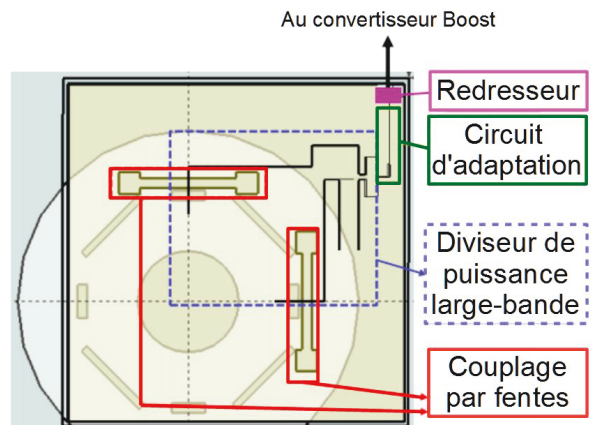 Au convertisseur Boost
Redresseur
Circuit
d'adaptation
Diviseur de
puissance
large-bande
Couplage
par fentes